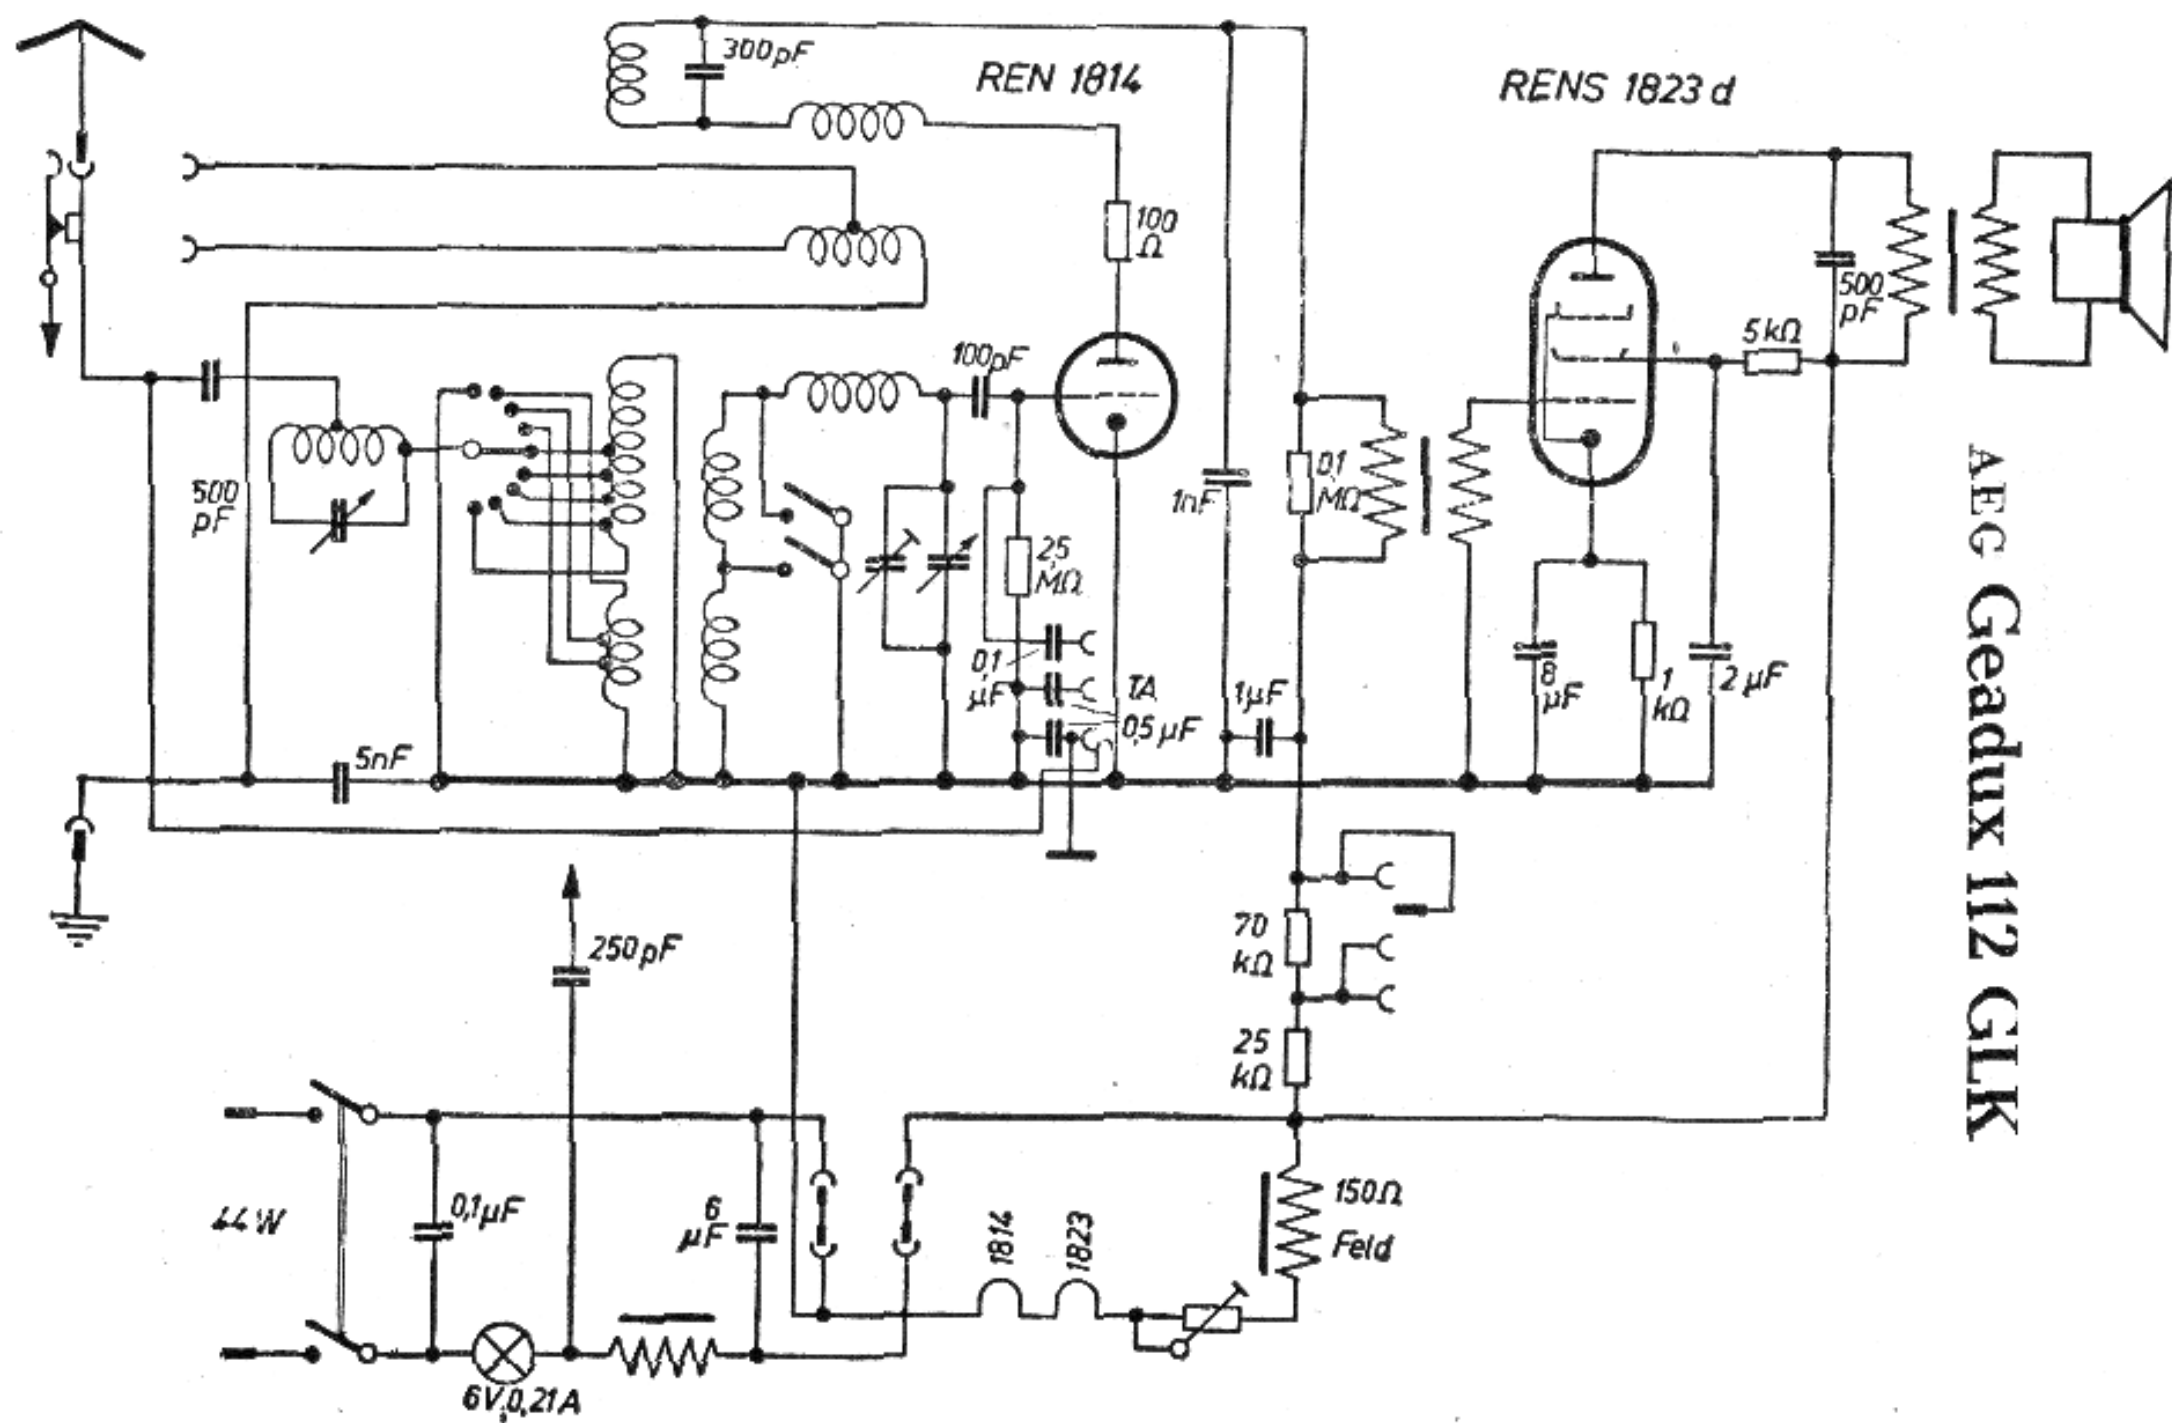 300pF
REN 1814
RENS 1823 d
100
Ω
500
pF
5kΩ
100pF
500
pF
0,1
MΩ
1nF
2,5
MΩ
0,1
µF
TA
0,5µF
1µF
8
µF
1
kΩ
2µF
5nF
AEG Geadux 112 GLK
250pF
70
kΩ
25
kΩ
44W
0,1µF
6
µF
1814
1823
150Ω
Feld
6V,0,21A